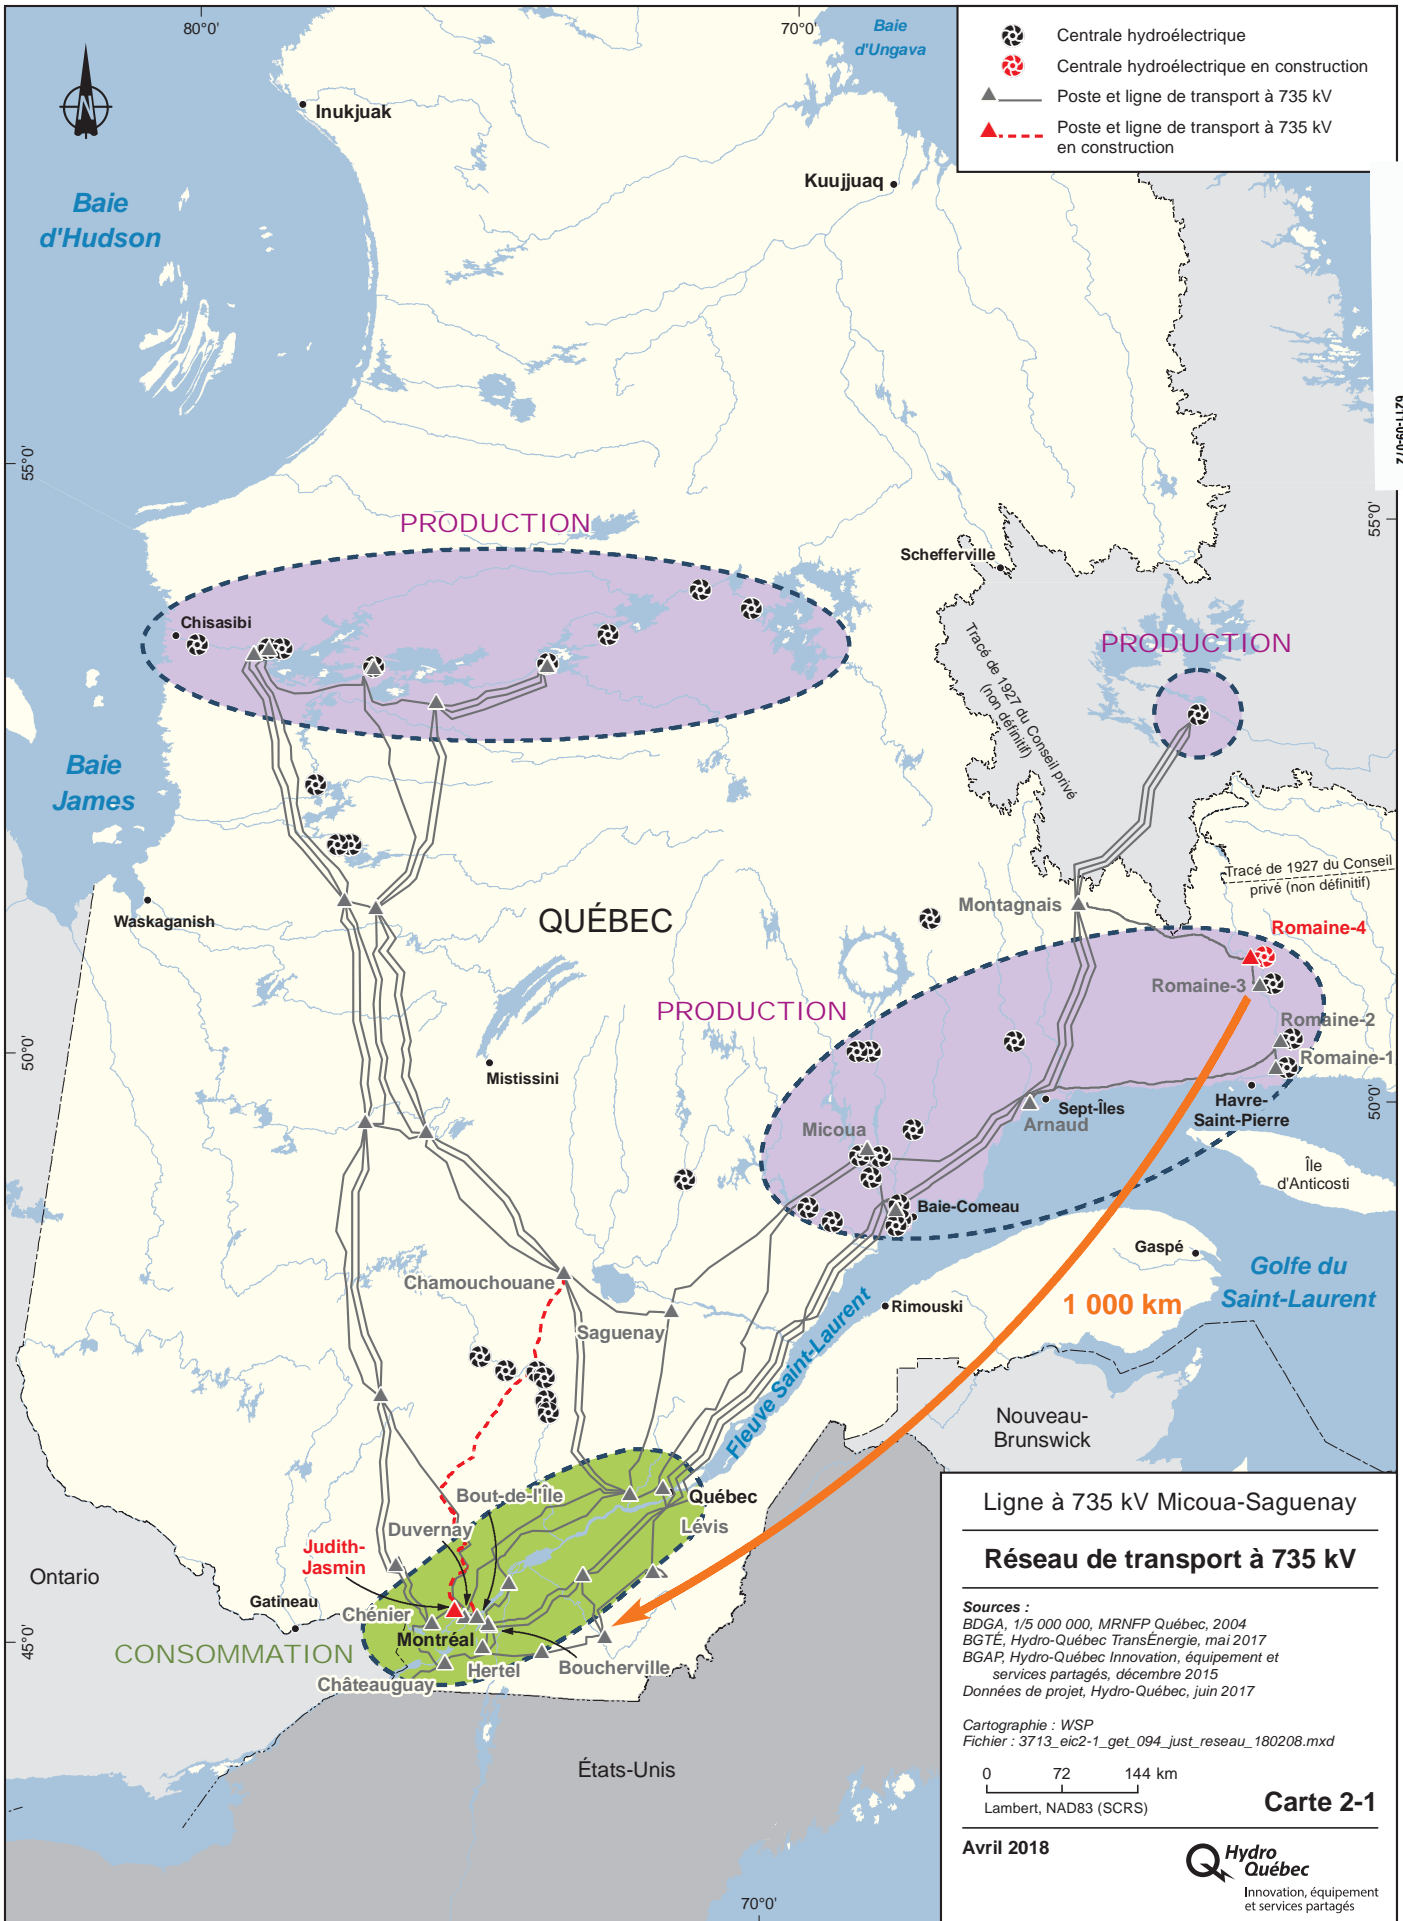 80°0'
70°0'
Baie
d'Ungava
Centrale hydroélectrique
Centrale hydroélectrique en construction
Poste et ligne de transport à 735 kV
Poste et ligne de transport à 735 kV
en construction
Inukjuak
Kuujjuaq
Baie
d'Hudson
55°0'
55°0'
PRODUCTION
Schefferville
Chisasibi
Tracé de 1927 du Conseil privé
(non définitif)
PRODUCTION
Baie
James
Tracé de 1927 du Conseil
privé (non définitif)
Waskaganish
QUÉBEC
Montagnais
Romaine-4
Romaine-3
PRODUCTION
Romaine-2
Romaine-1
50°0'
50°0'
Mistissini
Havre-
Saint-Pierre
Sept-Îles
Arnaud
Micoua
Île
d'Anticosti
Baie-Comeau
Gaspé
Golfe du
Saint-Laurent
Chamouchouane
Rimouski
1 000 km
Saguenay
Fleuve Saint-Laurent
Nouveau-
Brunswick
Bout-de-l'Île
Québec
Lévis
Duvernay
Judith-
Jasmin
Ontario
Gatineau
Chénier
Montréal
45°0'
CONSOMMATION
Hertel
Boucherville
Châteauguay
États-Unis
70°0'
Ligne à 735 kV Micoua-Saguenay
Réseau de transport à 735 kV
Sources :
BDGA, 1/5 000 000, MRNFP Québec, 2004
BGTÉ, Hydro-Québec TransÉnergie, mai 2017
BGAP, Hydro-Québec Innovation, équipement et
services partagés, décembre 2015
Données de projet, Hydro-Québec, juin 2017
Cartographie : WSP
Fichier : 3713_eic2-1_get_094_just_reseau_180208.mxd
0 72 144 km
Lambert, NAD83 (SCRS)
Carte 2-1
Avril 2018
Hydro
Québec
Innovation, équipement
et services partagés